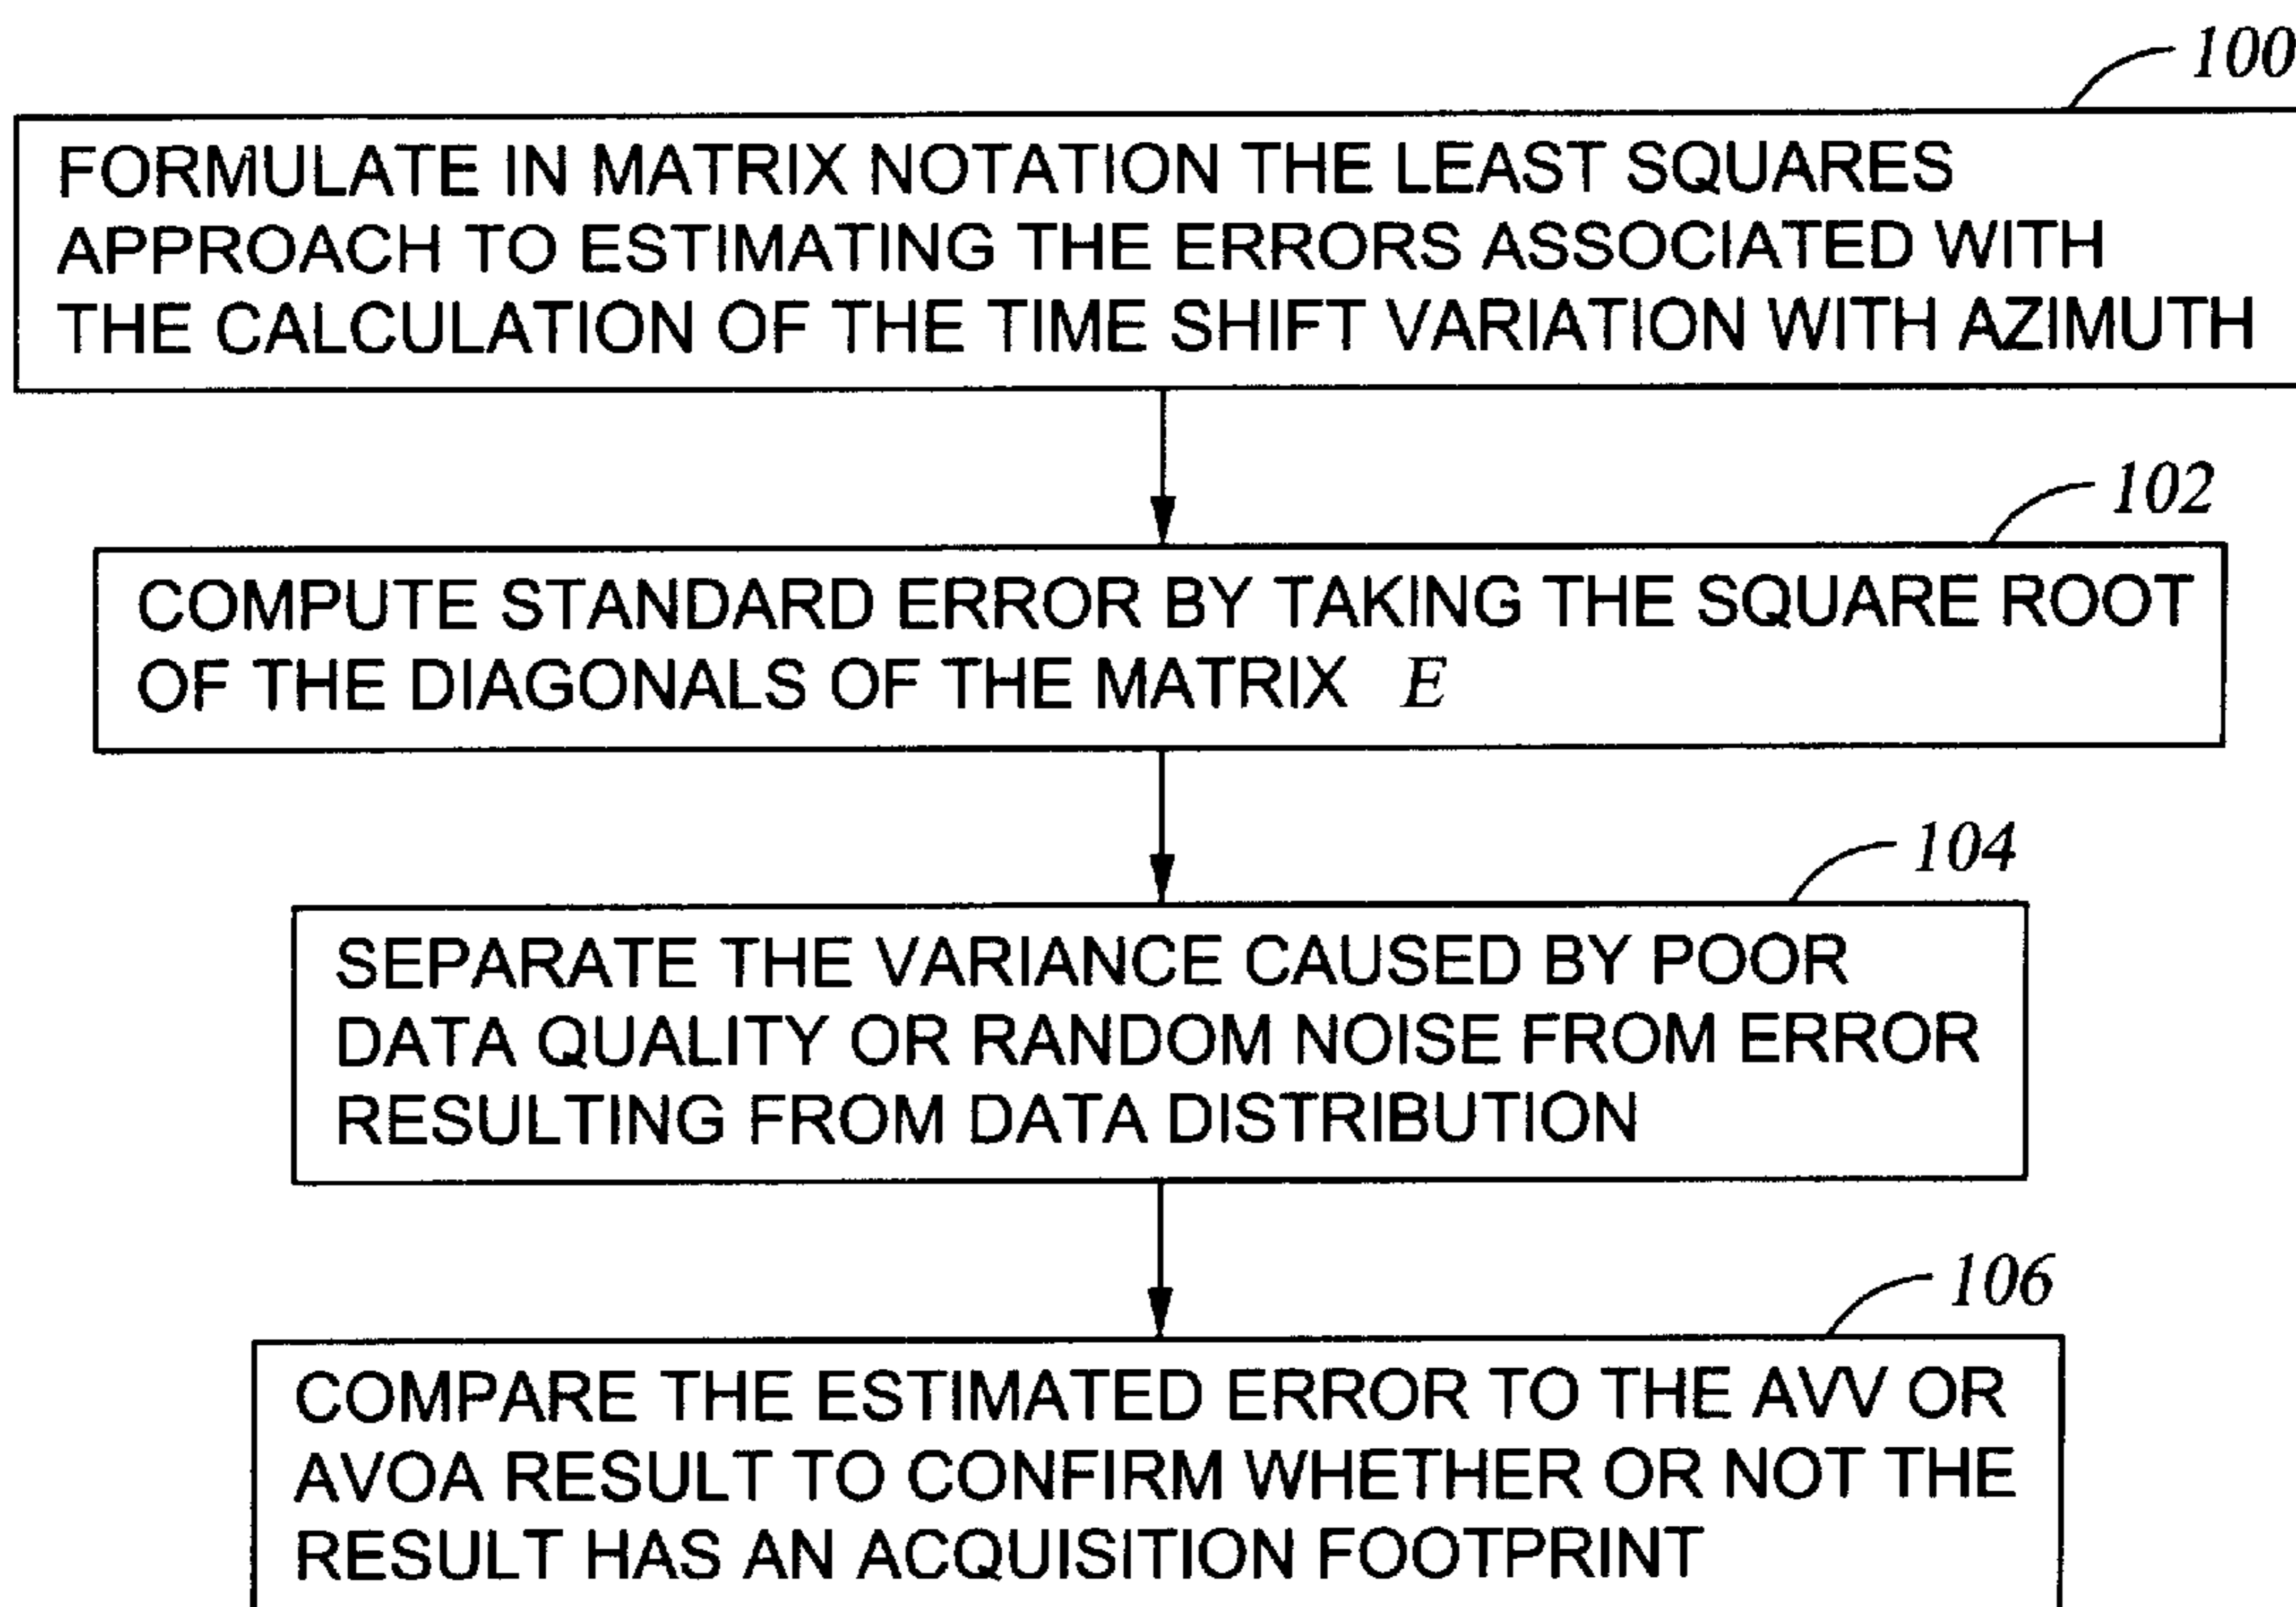 100
FORMULATE IN MATRIX NOTATION THE LEAST SQUARES
APPROACH TO ESTIMATING THE ERRORS ASSOCIATED WITH
THE CALCULATION OF THE TIME SHIFT VARIATION WITH AZIMUTH
102
COMPUTE STANDARD ERROR BY TAKING THE SQUARE ROOT
OF THE DIAGONALS OF THE MATRIX E
104
SEPARATE THE VARIANCE CAUSED BY POOR
DATA QUALITY OR RANDOM NOISE FROM ERROR
RESULTING FROM DATA DISTRIBUTION
106
COMPARE THE ESTIMATED ERROR TO THE AVV OR
AVOA RESULT TO CONFIRM WHETHER OR NOT THE
RESULT HAS AN ACQUISITION FOOTPRINT